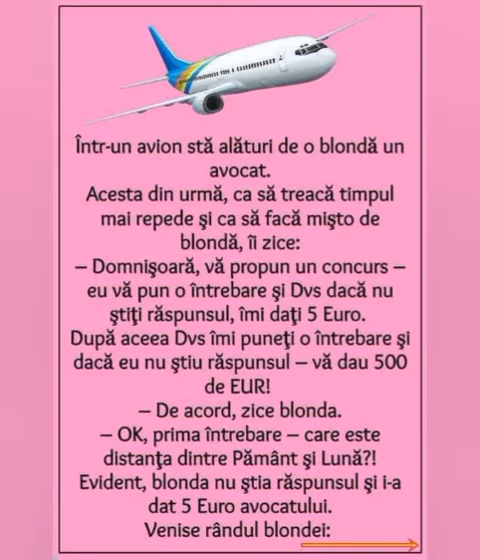 Într-un avion stă alături de o blondă un
avocat.
Acesta din urmă, ca să treacă timpul
mai repede şi ca să facă mişto de
blondă, îi zice:
– Domnişoară, vă propun un concurs –
eu vă pun o întrebare şi Dvs dacă nu
ştiţi răspunsul, îmi daţi 5 Euro.
După aceea Dvs îmi puneţi o întrebare şi
dacă eu nu ştiu răspunsul – vă dau 500
de EUR!
– De acord, zice blonda.
– OK, prima întrebare – care este
distanţa dintre Pământ şi Lună?!
Evident, blonda nu ştia răspunsul şi i-a
dat 5 Euro avocatului.
Venise rândul blondei: